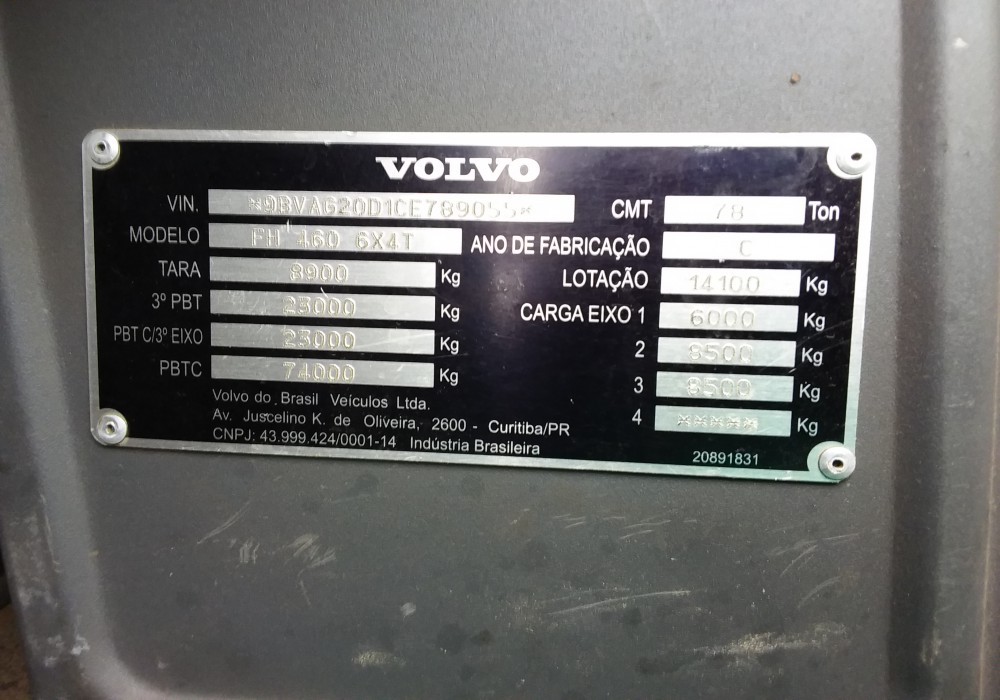 VOLVO
VIN. *9BVAG20D1CE789055* CMT 78 Ton
MODELO FH 460 6X4T ANO DE FABRICAÇÃO C
TARA 8900 Kg LOTAÇÃO 14100 Kg
3º PBT 23000 Kg CARGA EIXO 1 6000 Kg
PBT C/3º EIXO 23000 Kg 2 8500 Kg
PBTC 74000 Kg 3 8500 Kg
4 ***** Kg
Volvo do Brasil Veículos Ltda.
Av. Juscelino K. de Oliveira, 2600 - Curitiba/PR
CNPJ: 43.999.424/0001-14 Indústria Brasileira
20891831